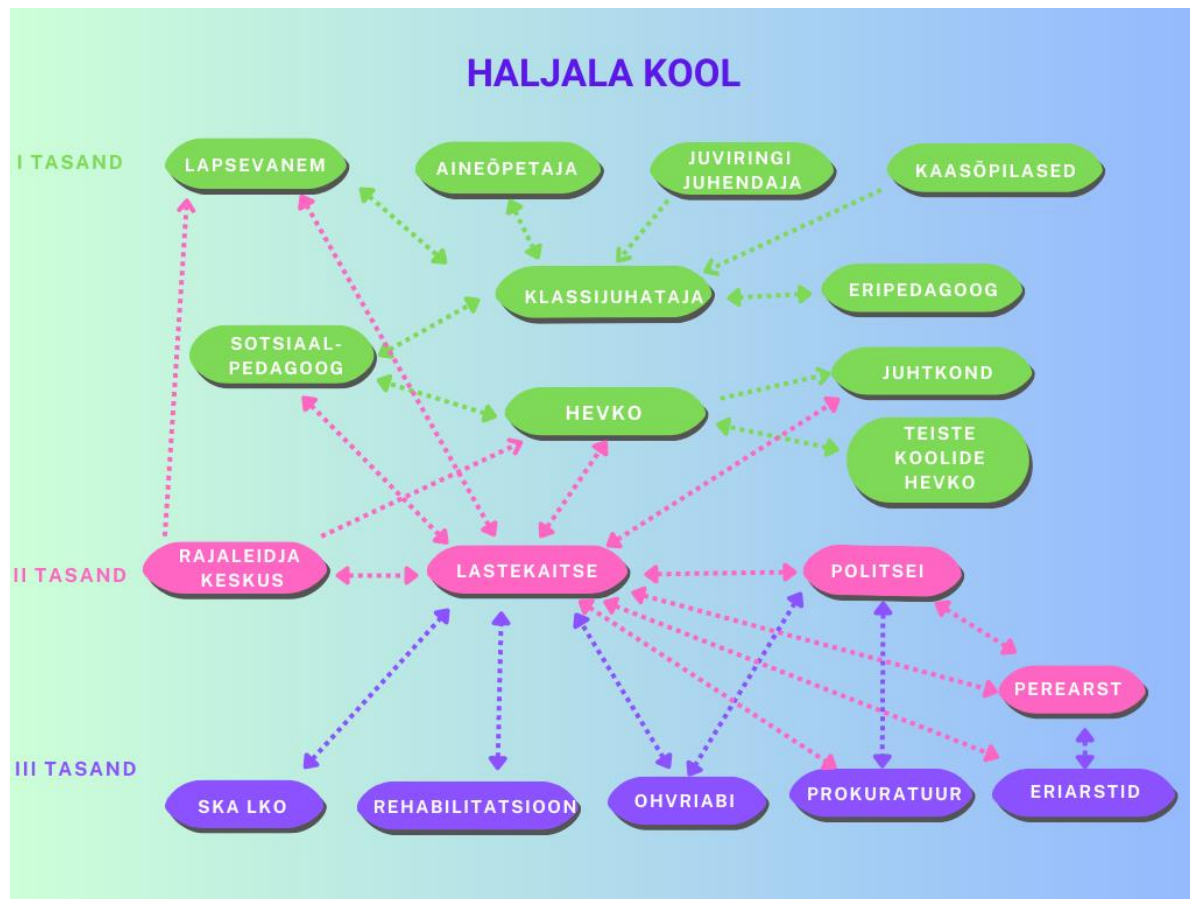 HALJALA KOOL
I TASAND
LAPSEVANEM
AINEÕPETAJA
JUVIRINGI
JUHENDAJA
KAASÕPILASED
KLASSIJUHATAJA
ERIPEDAGOOG
SOTSIAAL-
PEDAGOOG
JUHTKOND
HEVKO
TEISTE
KOOLIDE
HEVKO
II TASAND
RAJALEIDJA
KESKUS
LASTEKAITSE
POLITSEI
PEREARST
III TASAND
SKA LKO
REHABILITATSIOON
OHVRIABI
PROKURATUUR
ERIARSTID